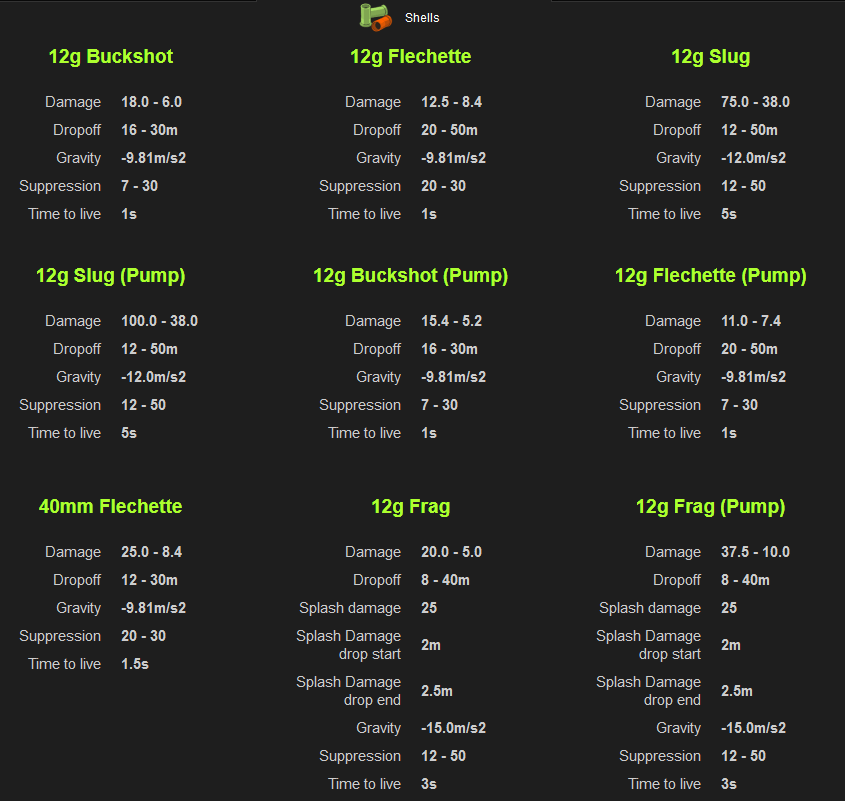 Shells
12g Buckshot
Damage 18.0 - 6.0
Dropoff 16 - 30m
Gravity -9.81m/s2
Suppression 7 - 30
Time to live 1s
12g Flechette
Damage 12.5 - 8.4
Dropoff 20 - 50m
Gravity -9.81m/s2
Suppression 20 - 30
Time to live 1s
12g Slug
Damage 75.0 - 38.0
Dropoff 12 - 50m
Gravity -12.0m/s2
Suppression 12 - 50
Time to live 5s
12g Slug (Pump)
Damage 100.0 - 38.0
Dropoff 12 - 50m
Gravity -12.0m/s2
Suppression 12 - 50
Time to live 5s
12g Buckshot (Pump)
Damage 15.4 - 5.2
Dropoff 16 - 30m
Gravity -9.81m/s2
Suppression 7 - 30
Time to live 1s
12g Flechette (Pump)
Damage 11.0 - 7.4
Dropoff 20 - 50m
Gravity -9.81m/s2
Suppression 7 - 30
Time to live 1s
40mm Flechette
Damage 25.0 - 8.4
Dropoff 12 - 30m
Gravity -9.81m/s2
Suppression 20 - 30
Time to live 1.5s
12g Frag
Damage 20.0 - 5.0
Dropoff 8 - 40m
Splash damage 25
Splash Damage
drop start 2m
Splash Damage
drop end 2.5m
Gravity -15.0m/s2
Suppression 12 - 50
Time to live 3s
12g Frag (Pump)
Damage 37.5 - 10.0
Dropoff 8 - 40m
Splash damage 25
Splash Damage
drop start 2m
Splash Damage
drop end 2.5m
Gravity -15.0m/s2
Suppression 12 - 50
Time to live 3s